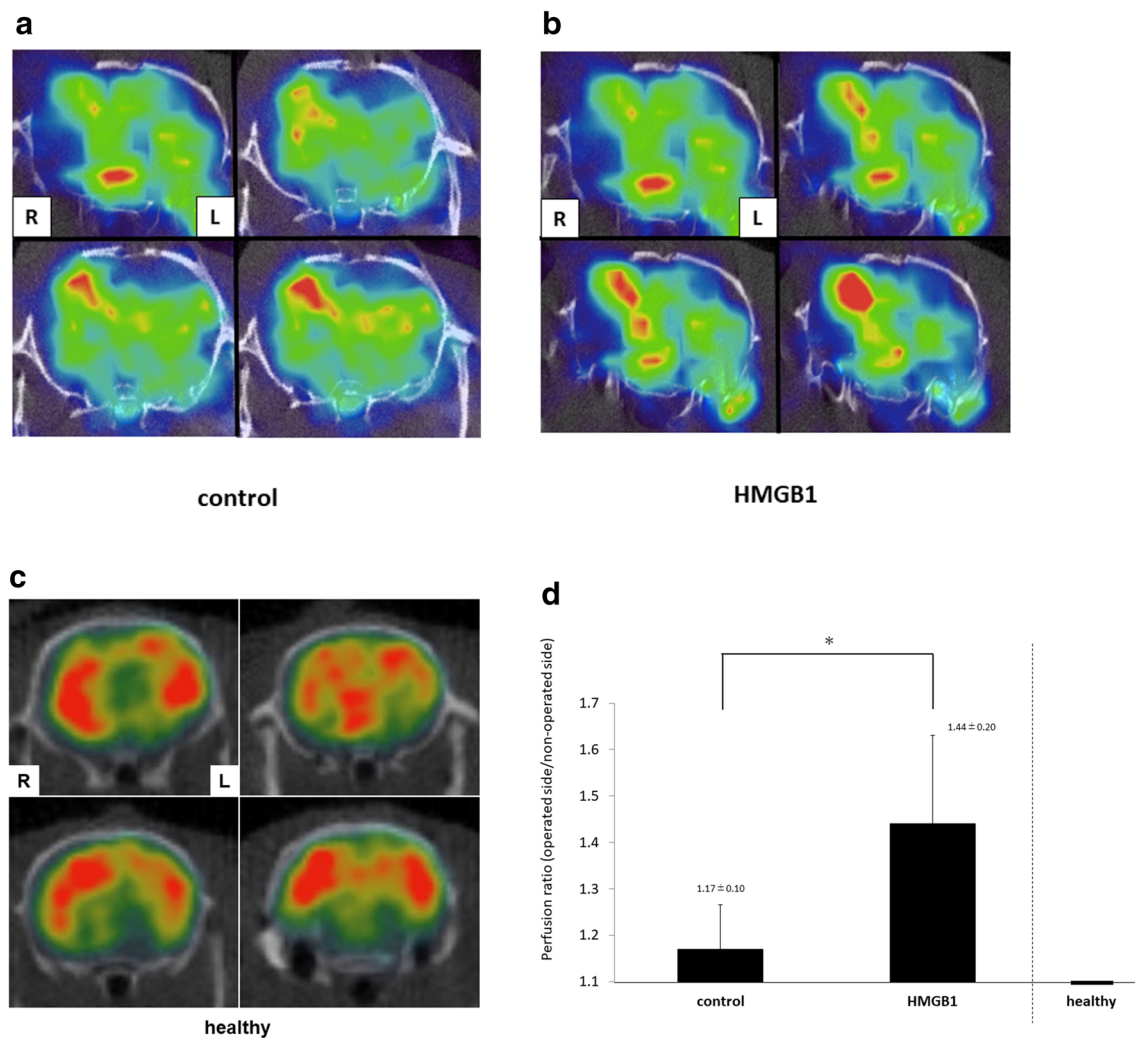 a
b
R
L
R
L
control
HMGB1
c
d
R
L
healthy
Perfusion ratio (operated side/non-operated side)
*
1.7
1.6
1.5
1.4
1.3
1.2
1.1
1.17±0.10
1.44±0.20
control
HMGB1
healthy